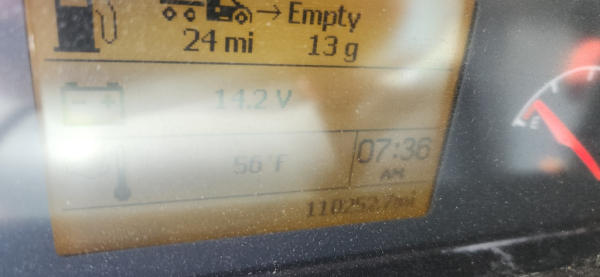 → Empty
24 mi 13 g
- +
14.2 V
56°F
07:36
AM
110252.7mi
E